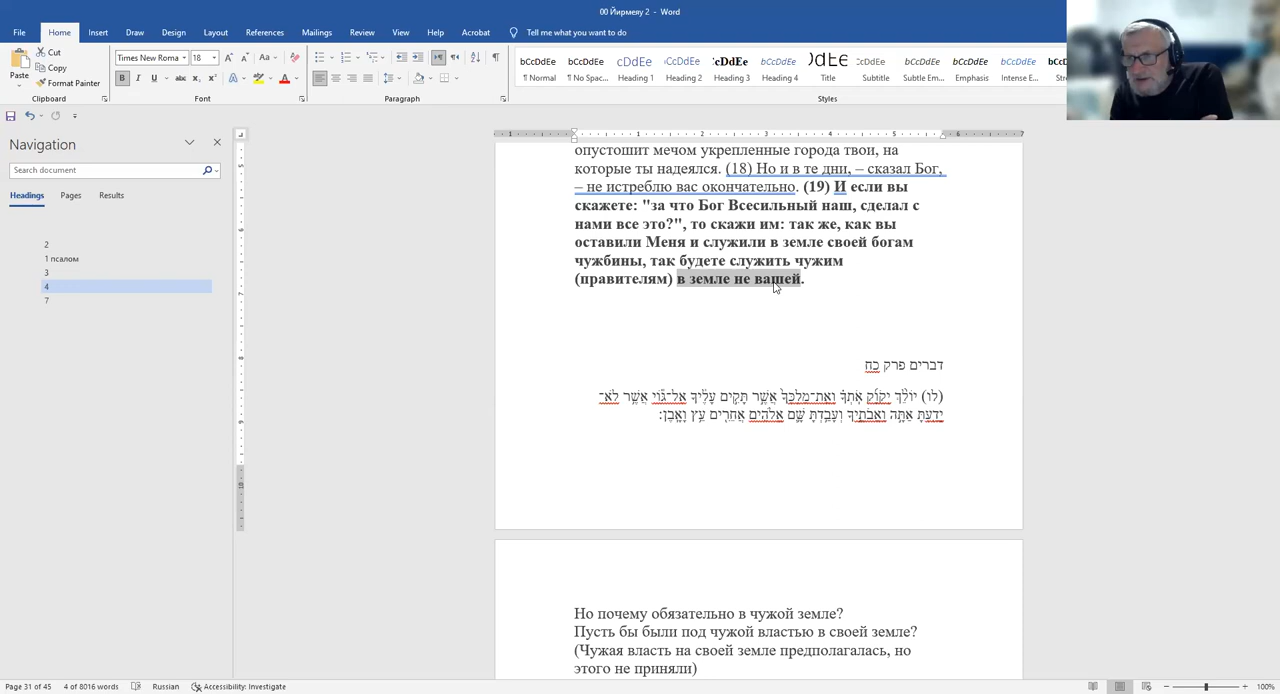 00 Йирмеяу 2 - Word
File Home Insert Draw Design Layout References Mailings Review View Help Acrobat Tell me what you want to do
Cut
Copy
Format Painter
Paste
Times New Roma 18
Clipboard Font Paragraph Styles
AaBbCcDd
¶ Normal ¶ No Spac... Heading 1 Heading 2 Heading 3 Heading 4 Title Subtitle Subtle Em... Emphasis Intense E...
Navigation
Search document
Headings Pages Results
2
1 псалом
3
4
7
опустошит мечом укрепленные города твои, на
которые ты надеялся. (18) Но и в те дни, – сказал Бог,
– не истреблю вас окончательно. (19) И если вы
скажете: "за что Бог Всесильный наш, сделал с
нами все это?", то скажи им: так же, как вы
оставили Меня и служили в земле своей богам
чужбины, так будете служить чужим
(правителям) в земле не вашей.
דברים פרק כח
(לו) יוֹלֵ֨ךְ יְקֹוָ֜ק אֹֽתְךָ֗ וְאֶֽת־מַלְכְּךָ֙ אֲשֶׁ֣ר תָּקִ֣ים עָלֶ֔יךָ אֶל־גּ֕וֹי אֲשֶׁ֥ר לֹא־
יָדַ֖עְתָּ אַתָּ֣ה וַאֲבֹתֶ֑יךָ וְעָבַ֥דְתָּ שָּׁ֛ם אֱלֹהִ֥ים אֲחֵרִ֖ים עֵ֥ץ וָאָֽבֶן:
Но почему обязательно в чужой земле?
Пусть бы были под чужой властью в своей земле?
(Чужая власть на своей земле предполагалась, но
этого не приняли)
Page 31 of 45 4 of 8016 words Russian Accessibility: Investigate 100%